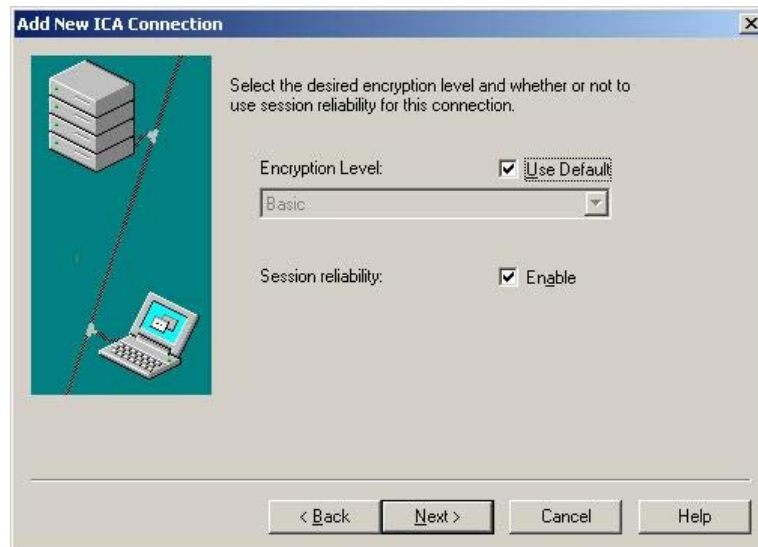 Add New ICA Connection
Select the desired encryption level and whether or not to
use session reliability for this connection.
Encryption Level:
Use Default
Basic
Session reliability:
Enable
< Back
Next >
Cancel
Help